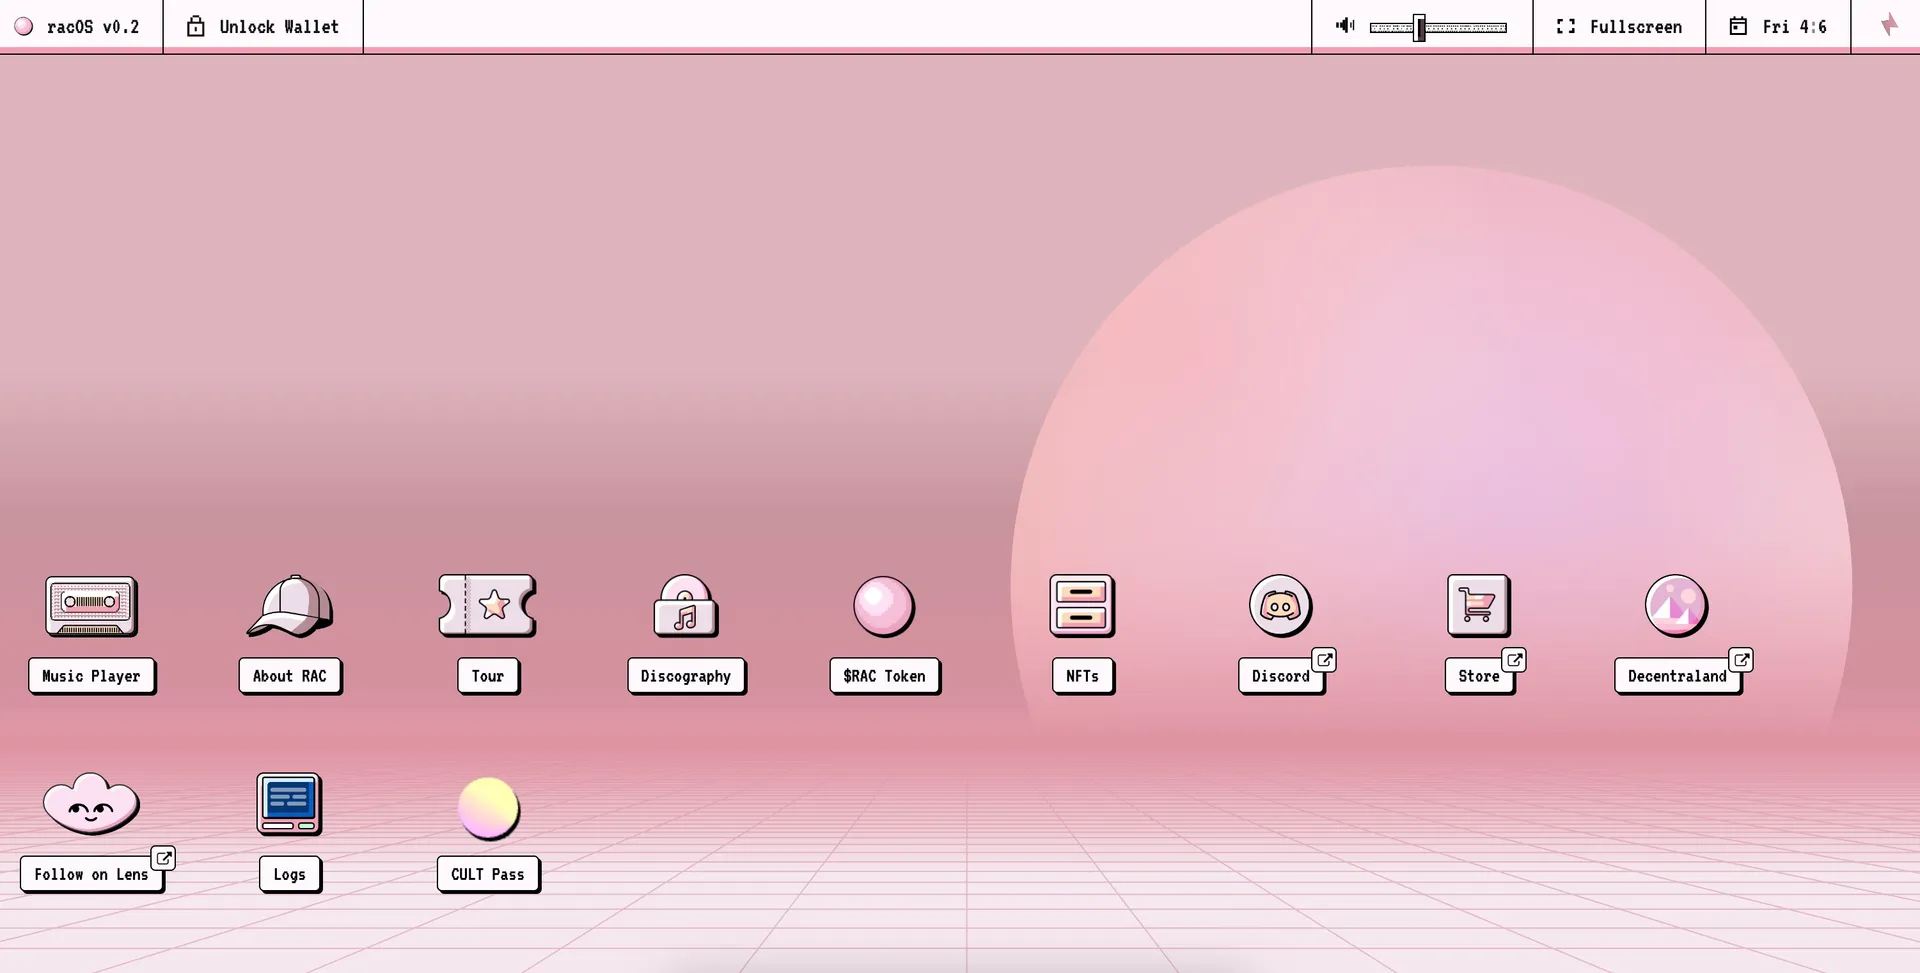 racOS v0.2
Unlock Wallet
Fullscreen
Fri 4:6
Music Player
About RAC
Tour
Discography
$RAC Token
NFTs
Discord
Store
Decentraland
Follow on Lens
Logs
CULT Pass